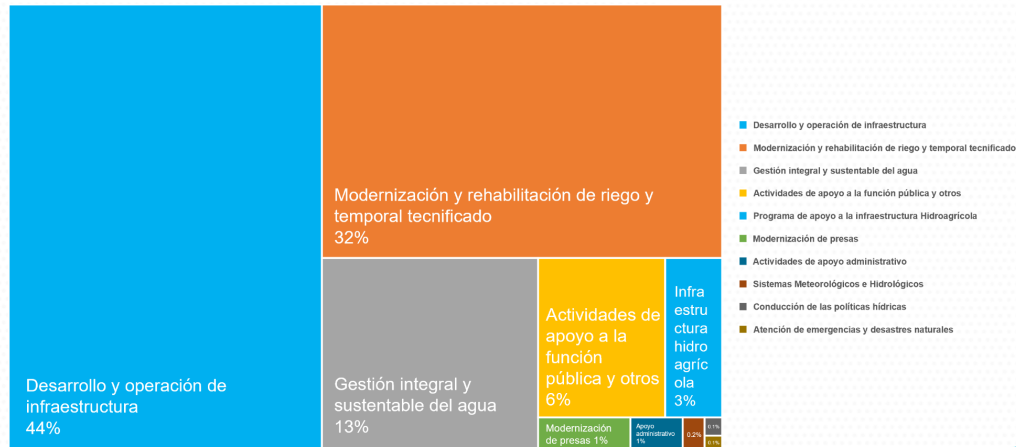 Desarrollo y operación de
infraestructura
44%
Modernización y rehabilitación de riego y
temporal tecnificado
32%
Gestión integral y
sustentable del agua
13%
Actividades de
apoyo a la
función
pública y otros
6%
Infra
estru
ctura
hidro
agríc
ola
3%
Modernización
de presas 1%
Apoyo
administrativo
1%
0.2%
0.1%
0.1%
Desarrollo y operación de infraestructura
Modernización y rehabilitación de riego y temporal tecnificado
Gestión integral y sustentable del agua
Actividades de apoyo a la función pública y otros
Programa de apoyo a la infraestructura Hidroagrícola
Modernización de presas
Actividades de apoyo administrativo
Sistemas Meteorológicos e Hidrológicos
Conducción de las políticas hídricas
Atención de emergencias y desastres naturales